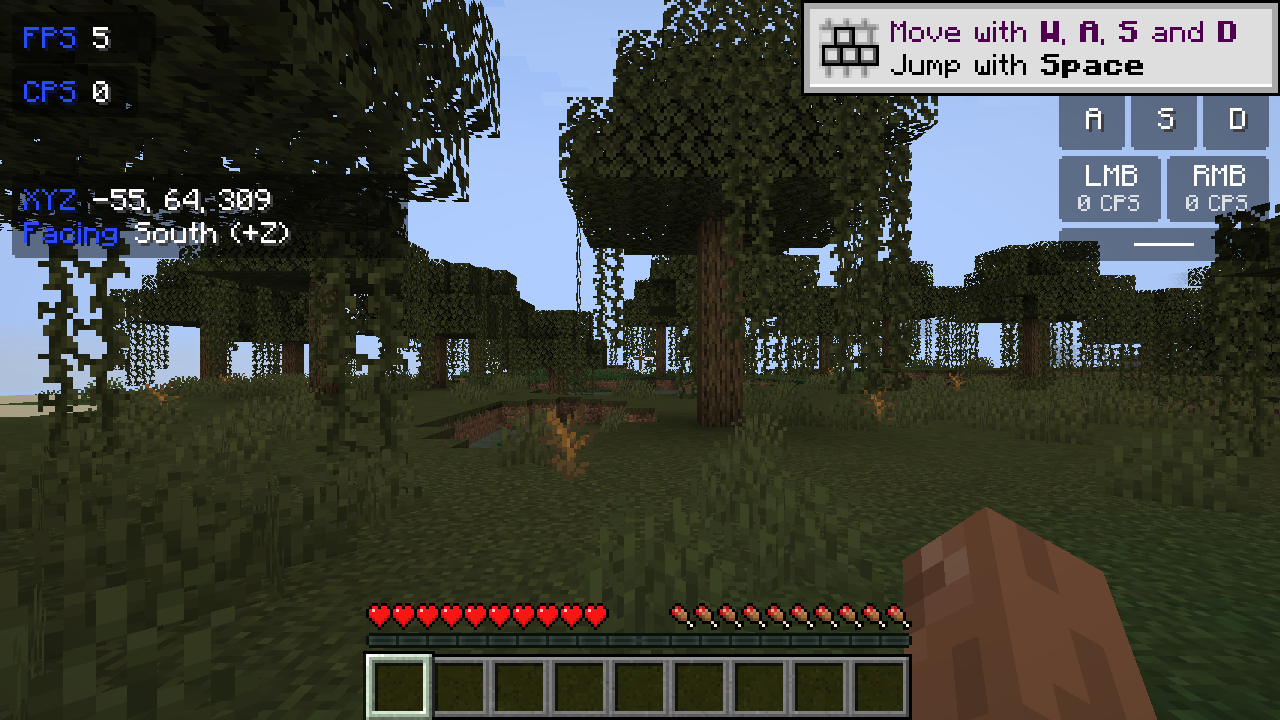 FPS 5
Move with W, A, S and D
Jump with Space
CPS 0
A S D
LMB RMB
0 CPS 0 CPS
XYZ -55, 64, 309
Facing South (+Z)